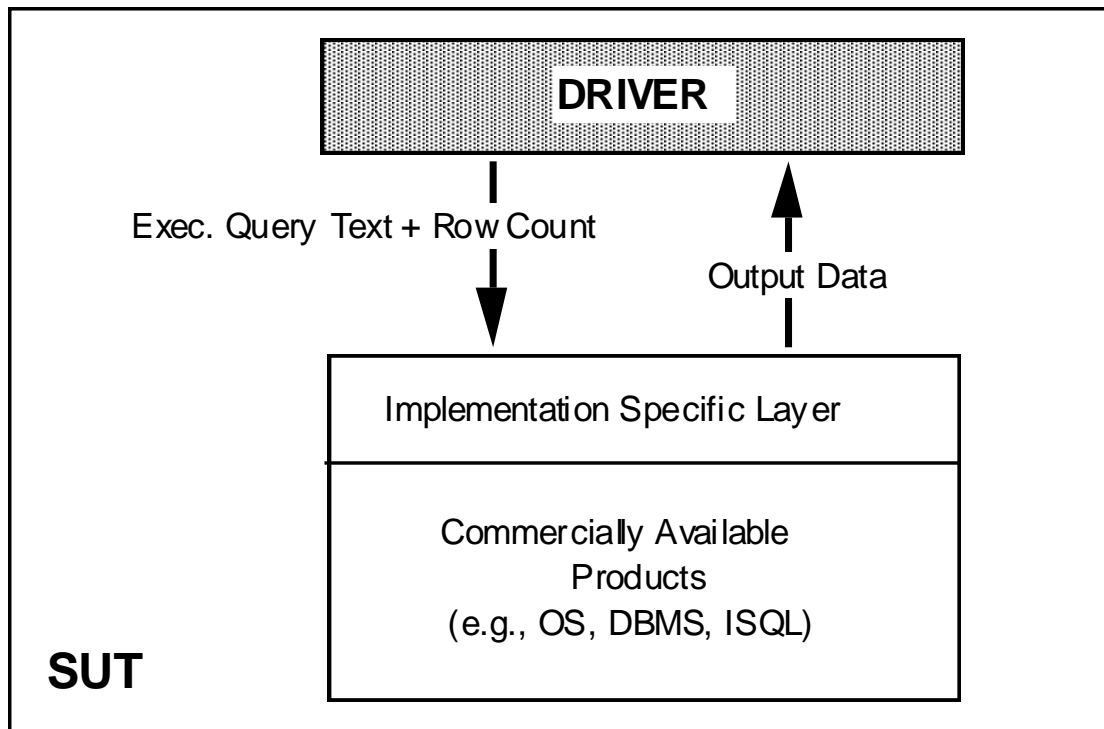 DRIVER
Exec. Query Text + Row Count
Output Data
Implementation Specific Layer
Commercially Available
Products
(e.g., OS, DBMS, ISQL)
SUT